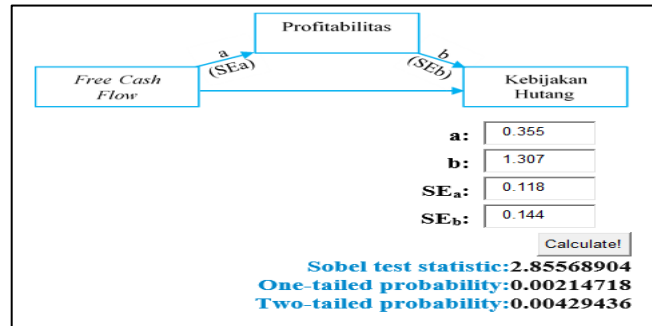 Profitabilitas
a
(SEa)
b
(SEb)
Free Cash
Flow
Kebijakan
Hutang
a: 0.355
b: 1.307
SEa: 0.118
SEb: 0.144
Calculate!
Sobel test statistic:2.85568904
One-tailed probability:0.00214718
Two-tailed probability:0.00429436